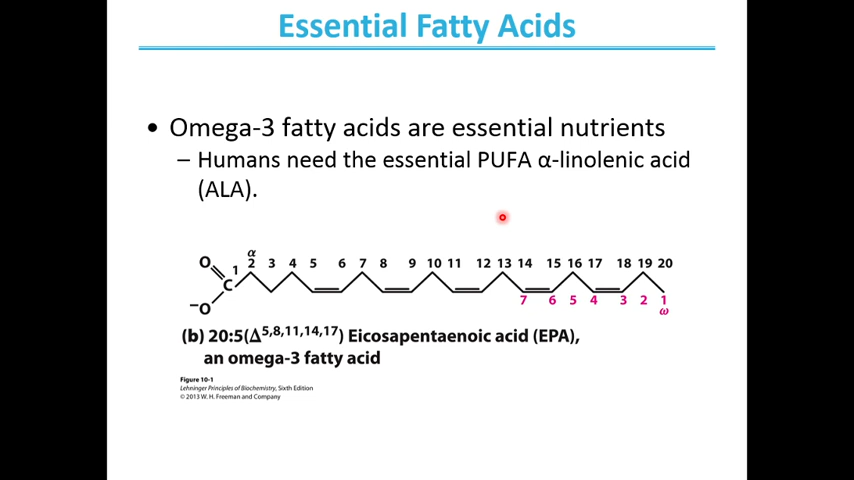 Essential Fatty Acids
• Omega-3 fatty acids are essential nutrients
– Humans need the essential PUFA α-linolenic acid
(ALA).
α
O 1 2 3 4 5 6 7 8 9 10 11 12 13 14 15 16 17 18 19 20
C
−O 7 6 5 4 3 2 1
ω
(b) 20:5(Δ5,8,11,14,17) Eicosapentaenoic acid (EPA),
an omega-3 fatty acid
Figure 10-1
Lehninger Principles of Biochemistry, Sixth Edition
© 2013 W. H. Freeman and Company